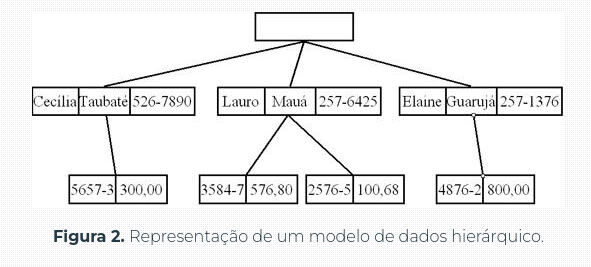 Cecília Taubaté 526-7890 Lauro Mauá 257-6425 Elaine Guarujá 257-1376
5657-3 300,00 3584-7 576,80 2576-5 100,68 4876-2 800,00
Figura 2. Representação de um modelo de dados hierárquico.